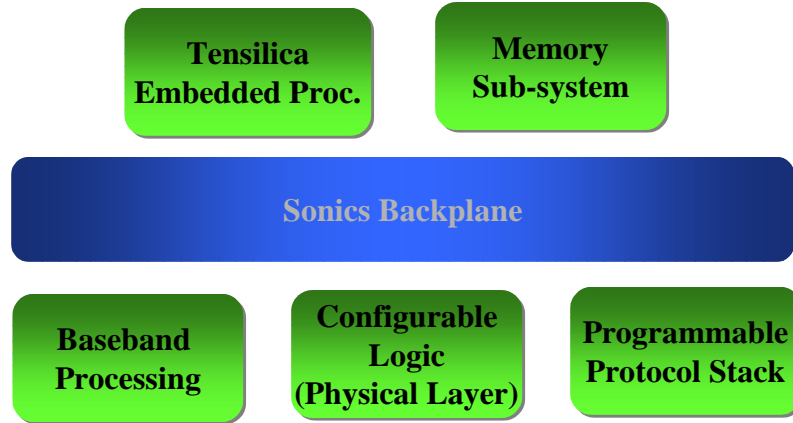 Tensilica
Embedded Proc.
Memory
Sub-system
Sonics Backplane
Baseband
Processing
Configurable
Logic
(Physical Layer)
Programmable
Protocol Stack